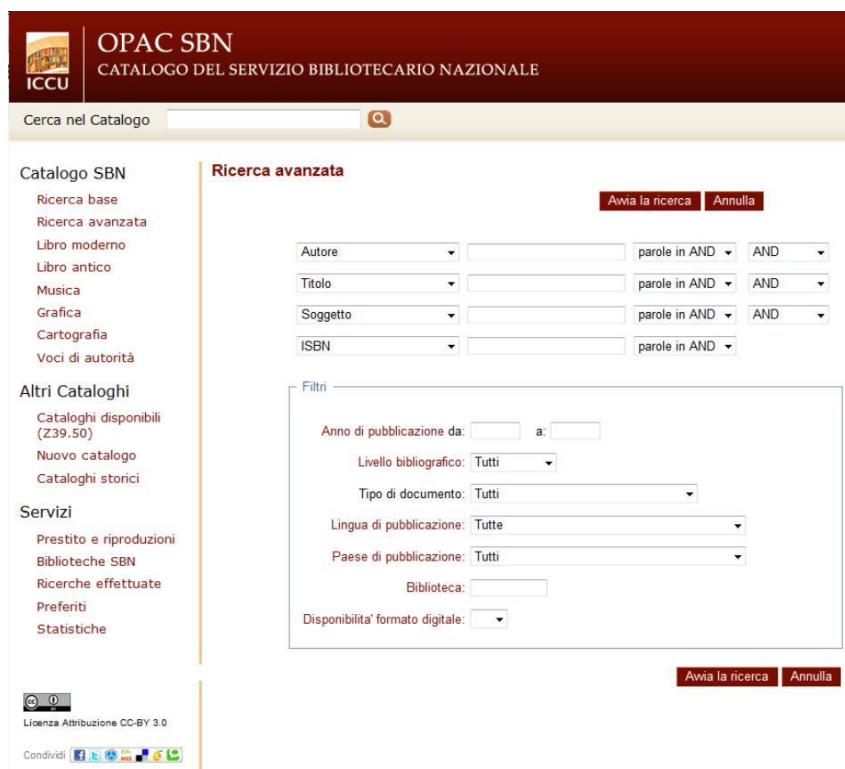 OPAC SBN
CATALOGO DEL SERVIZIO BIBLIOTECARIO NAZIONALE
ICCU
Cerca nel Catalogo
Catalogo SBN
Ricerca base
Ricerca avanzata
Libro moderno
Libro antico
Musica
Grafica
Cartografia
Voci di autorità
Altri Cataloghi
Cataloghi disponibili
(Z39.50)
Nuovo catalogo
Cataloghi storici
Servizi
Prestito e riproduzioni
Biblioteche SBN
Ricerche effettuate
Preferiti
Statistiche
Licenza Attribuzione CC-BY 3.0
Condividi
Ricerca avanzata
Avvia la ricerca Annulla
Autore parole in AND AND
Titolo parole in AND AND
Soggetto parole in AND AND
ISBN parole in AND
Filtri
Anno di pubblicazione da: a:
Livello bibliografico: Tutti
Tipo di documento: Tutti
Lingua di pubblicazione: Tutte
Paese di pubblicazione: Tutti
Biblioteca:
Disponibilita' formato digitale:
Avvia la ricerca Annulla